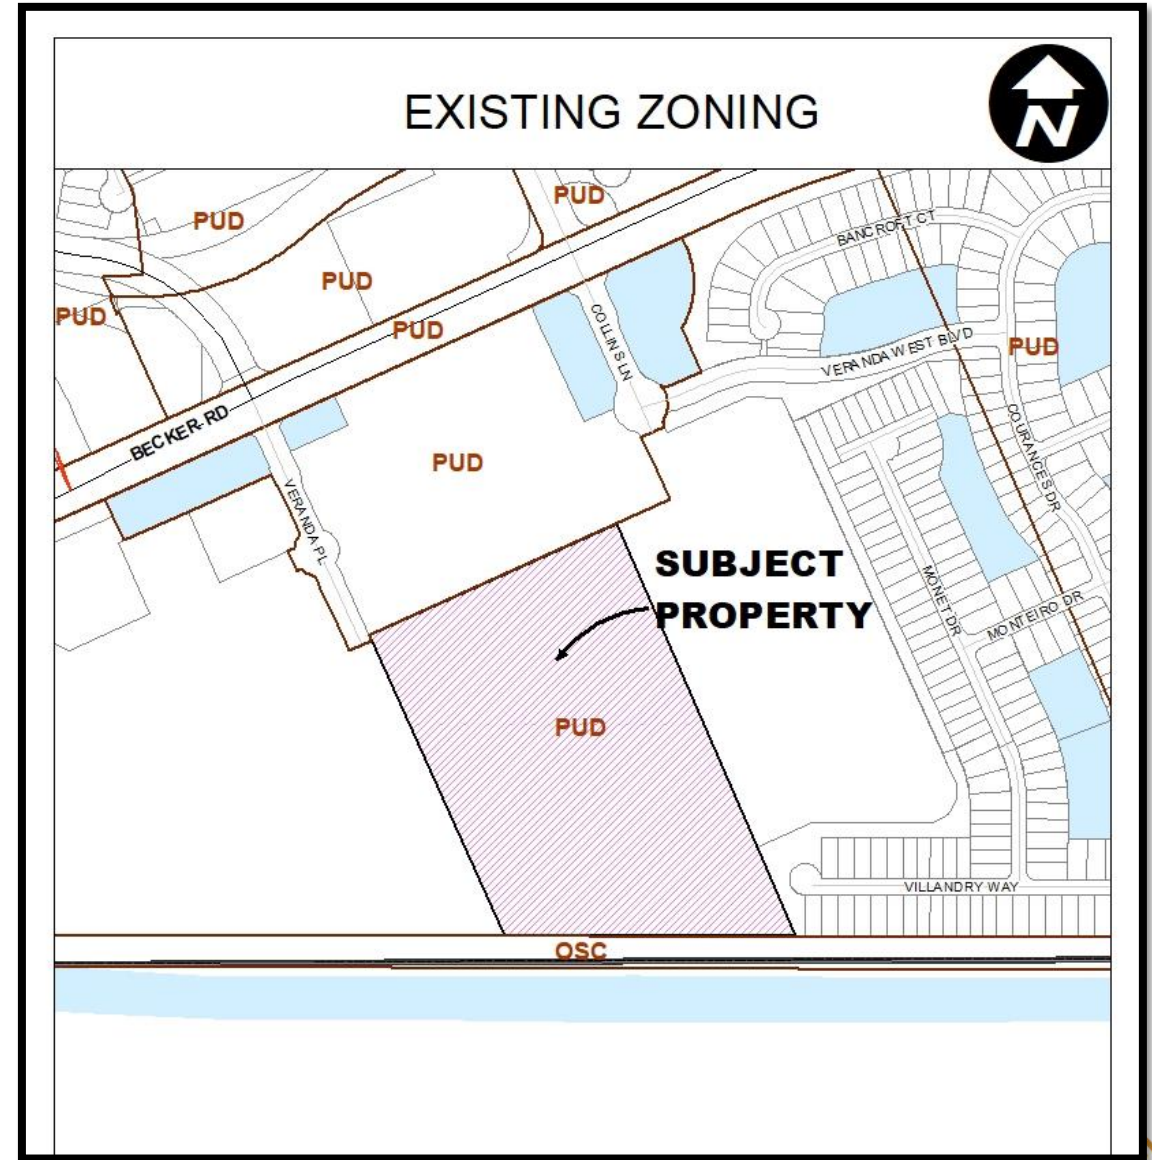 EXISTING ZONING
N
PUD
PUD
BANCROFT CT
PUD
PUD
PUD
COLLINS LN
VERANDA WEST BLVD
PUD
BECKER RD
COURANCES DR
PUD
VERANDA PL
SUBJECT
PROPERTY
MONET DR
MONTEIRO DR
PUD
VILLANDRY WAY
OSC